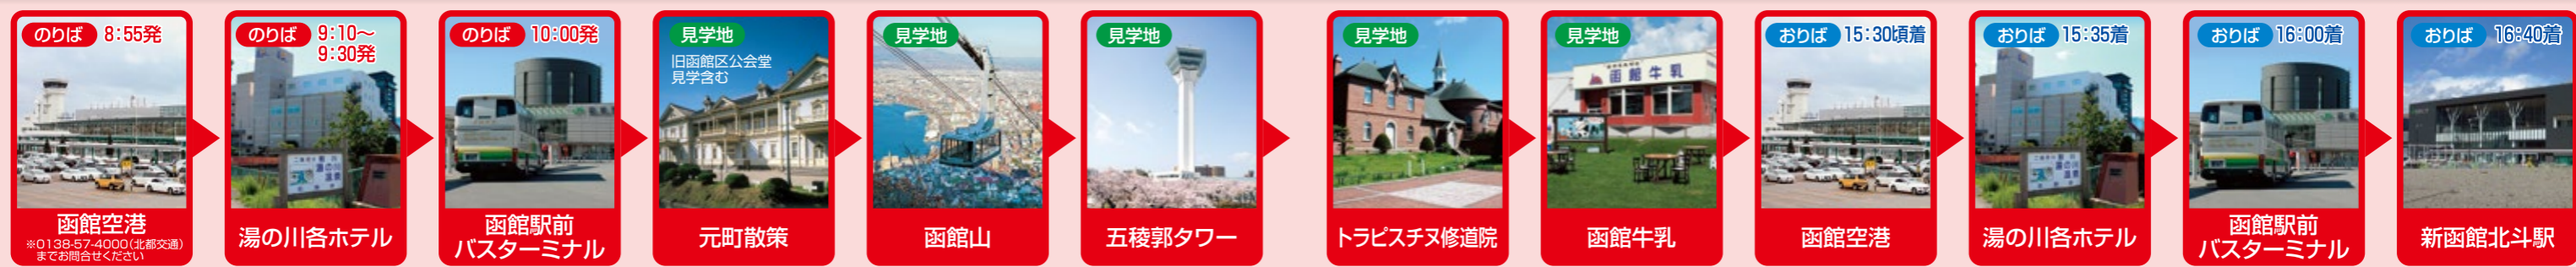 のりば 8:55発
函館空港
※0138-57-4000(北都交通)
までお問合せください
のりば 9:10〜
9:30発
湯の川各ホテル
のりば 10:00発
函館駅前
バスターミナル
見学地
旧函館区公会堂
見学含む
元町散策
見学地
函館山
見学地
五稜郭タワー
見学地
トラピスチヌ修道院
見学地
函館牛乳
函館牛乳
おりば 15:30頃着
函館空港
おりば 15:35着
湯の川各ホテル
おりば 16:00着
函館駅前
バスターミナル
おりば 16:40着
新函館北斗駅